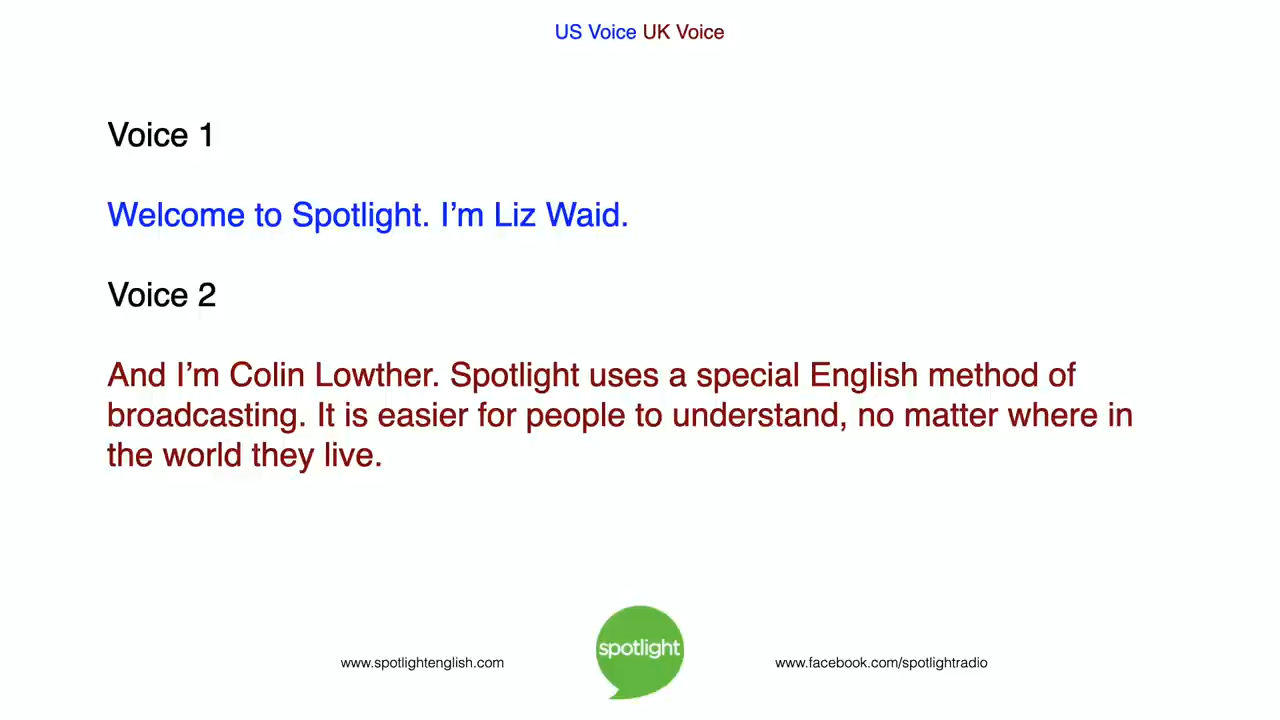 US Voice UK Voice
Voice 1
Welcome to Spotlight. I’m Liz Waid.
Voice 2
And I’m Colin Lowther. Spotlight uses a special English method of
broadcasting. It is easier for people to understand, no matter where in
the world they live.
spotlight
www.spotlightenglish.com
www.facebook.com/spotlightradio